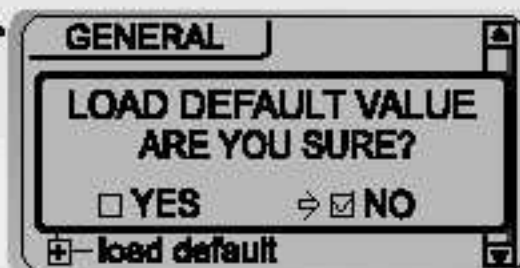 GENERAL
LOAD DEFAULT VALUE
ARE YOU SURE?
YES NO
load default